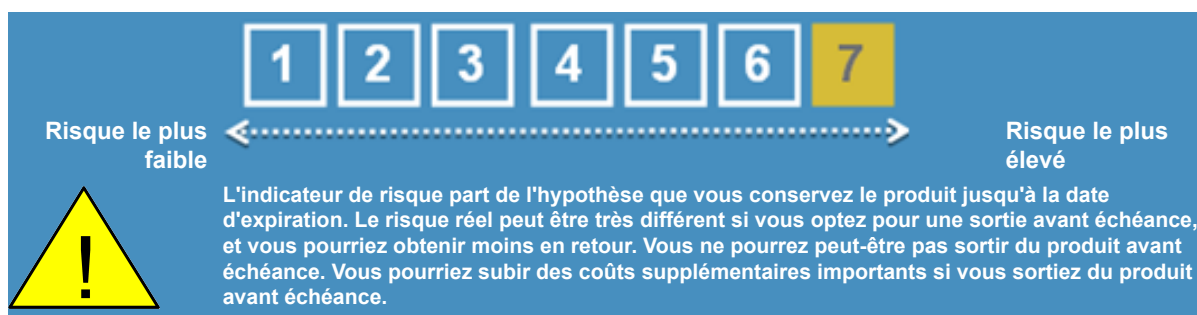 1 2 3 4 5 6 7
Risque le plus
faible
Risque le plus
élevé
!
L'indicateur de risque part de l'hypothèse que vous conservez le produit jusqu'à la date
d'expiration. Le risque réel peut être très différent si vous optez pour une sortie avant échéance,
et vous pourriez obtenir moins en retour. Vous ne pourrez peut-être pas sortir du produit avant
échéance. Vous pourriez subir des coûts supplémentaires importants si vous sortiez du produit
avant échéance.